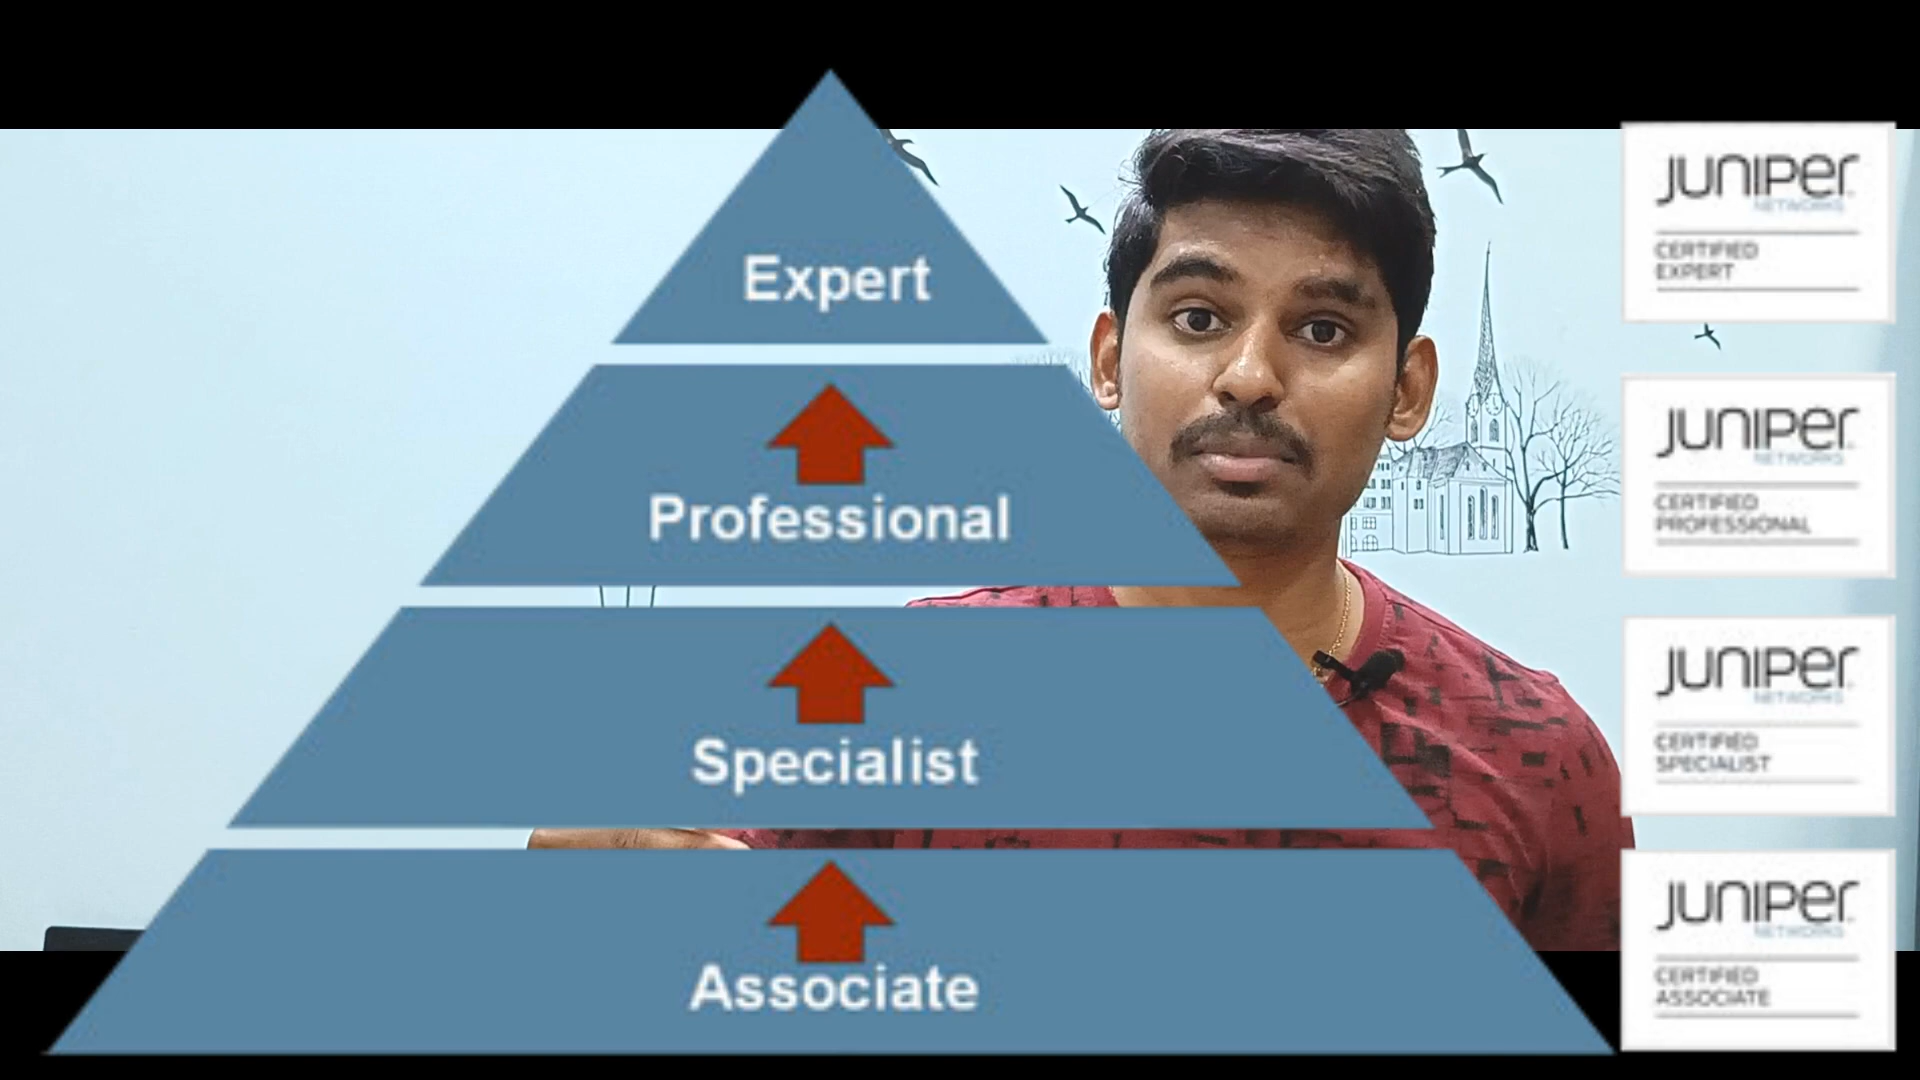 Expert
Professional
Specialist
Associate
JUNIPER
NETWORKS
CERTIFIED
EXPERT
JUNIPER
NETWORKS
CERTIFIED
PROFESSIONAL
JUNIPER
NETWORKS
CERTIFIED
SPECIALIST
JUNIPER
NETWORKS
CERTIFIED
ASSOCIATE